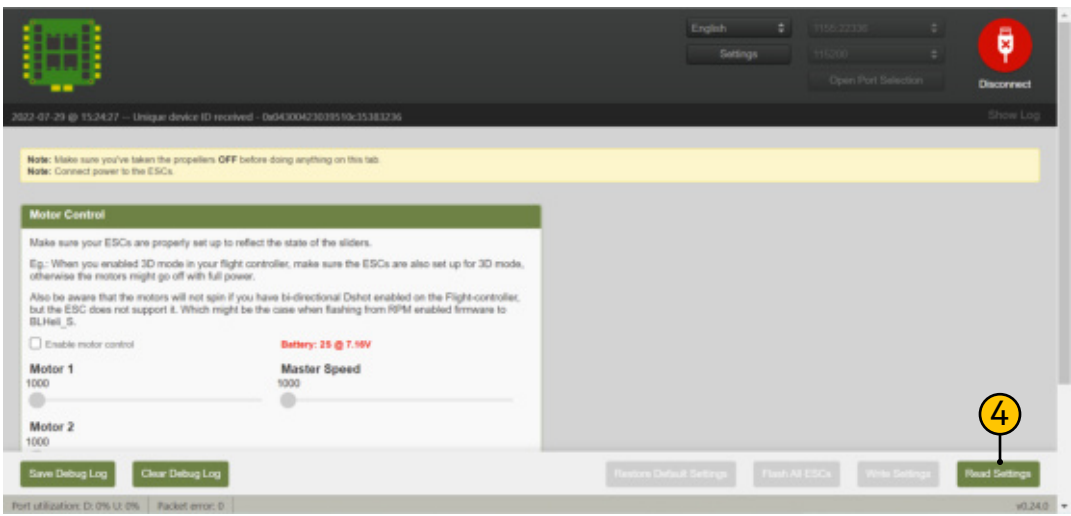 English
1155:22336
Settings
115200
Open Port Selection
Disconnect
2022-07-29 @ 15:24:27 -- Unique device ID received - 0x04300423039510c35383236
Show Log
Note: Make sure you've taken the propellers OFF before doing anything on this tab.
Note: Connect power to the ESCs.
Motor Control
Make sure your ESCs are properly set up to reflect the state of the sliders.
Eg.: When you enabled 3D mode in your flight controller, make sure the ESCs are also set up for 3D mode,
otherwise the motors might go off with full power.
Also be aware that the motors will not spin if you have bi-directional Dshot enabled on the Flight-controller,
but the ESC does not support it. Which might be the case when flashing from RPM enabled firmware to
BLHeli_S.
Enable motor control
Battery: 2S @ 7.16V
Motor 1
Master Speed
1000
1000
Motor 2
1000
4
Save Debug Log
Clear Debug Log
Restore Default Settings
Flash All ESCs
Write Settings
Read Settings
Port utilization: D: 0% U: 0%
Packet error: 0
v0.24.0